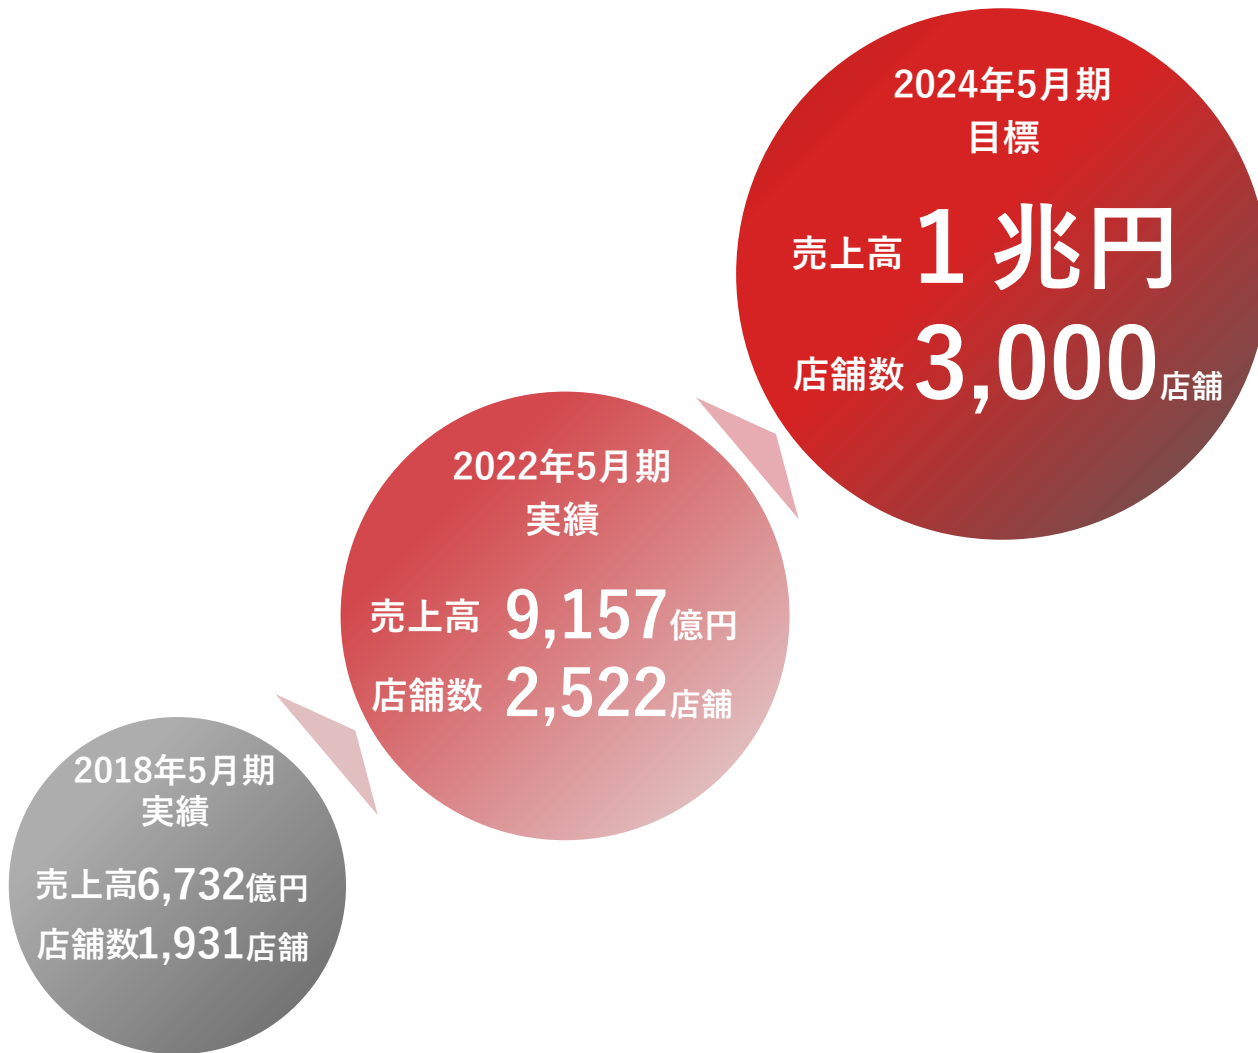 2024年5月期
目標
売上高 1 兆円
店舗数 3,000店舗
2022年5月期
実績
売上高 9,157億円
店舗数 2,522店舗
2018年5月期
実績
売上高6,732億円
店舗数1,931店舗